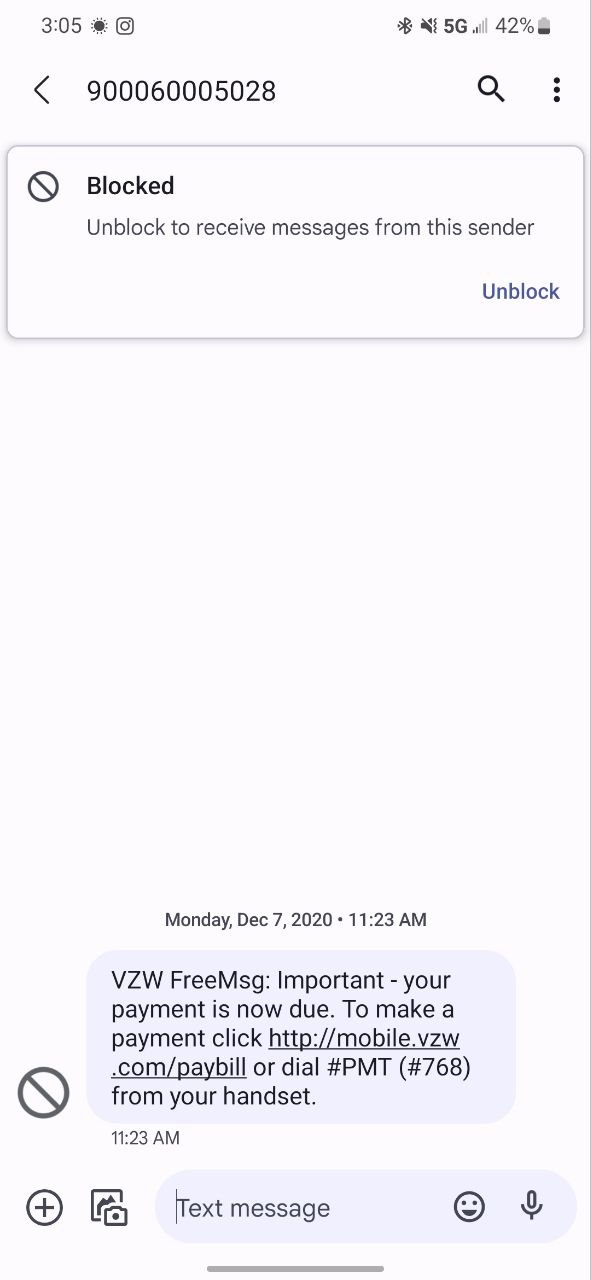 3:05 5G 42%
900060005028
Blocked
Unblock to receive messages from this sender
Unblock
Monday, Dec 7, 2020 • 11:23 AM
VZW FreeMsg: Important - your
payment is now due. To make a
payment click http://mobile.vzw
.com/paybill or dial #PMT (#768)
from your handset.
11:23 AM
Text message